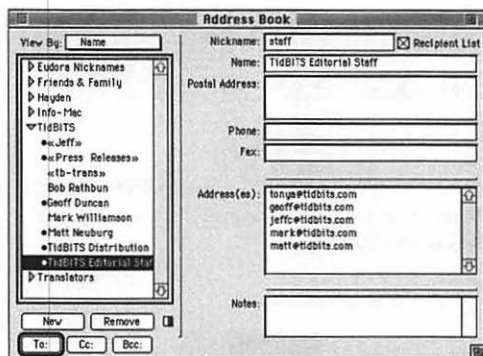 Address Book
View By: Name
Eudora Nicknames
Friends & Family
Hayden
Info-Mac
TidBITS
•«Jeff»
•«Press Releases»
«tb-trans»
Bob Rathbun
•Geoff Duncan
Mark Williamson
•Matt Neuburg
•TidBITS Distribution
•TidBITS Editorial Staf
Translators
New Remove
To: Cc: Bcc:
Nickname: staff Recipient List
Name: TidBITS Editorial Staff
Postal Address:
Phone:
Fax:
Address(es): tonya@tidbits.com
geoff@tidbits.com
jeffc@tidbits.com
mark@tidbits.com
matt@tidbits.com
Notes: